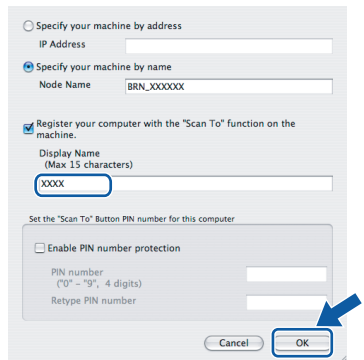 Specify your machine by address
IP Address
Specify your machine by name
Node Name
BRN_XXXXXX
Register your computer with the "Scan To" function on the
machine.
Display Name
(Max 15 characters)
XXXX
Set the "Scan To" Button PIN number for this computer
Enable PIN number protection
PIN number
("0" – "9", 4 digits)
Retype PIN number
Cancel
OK